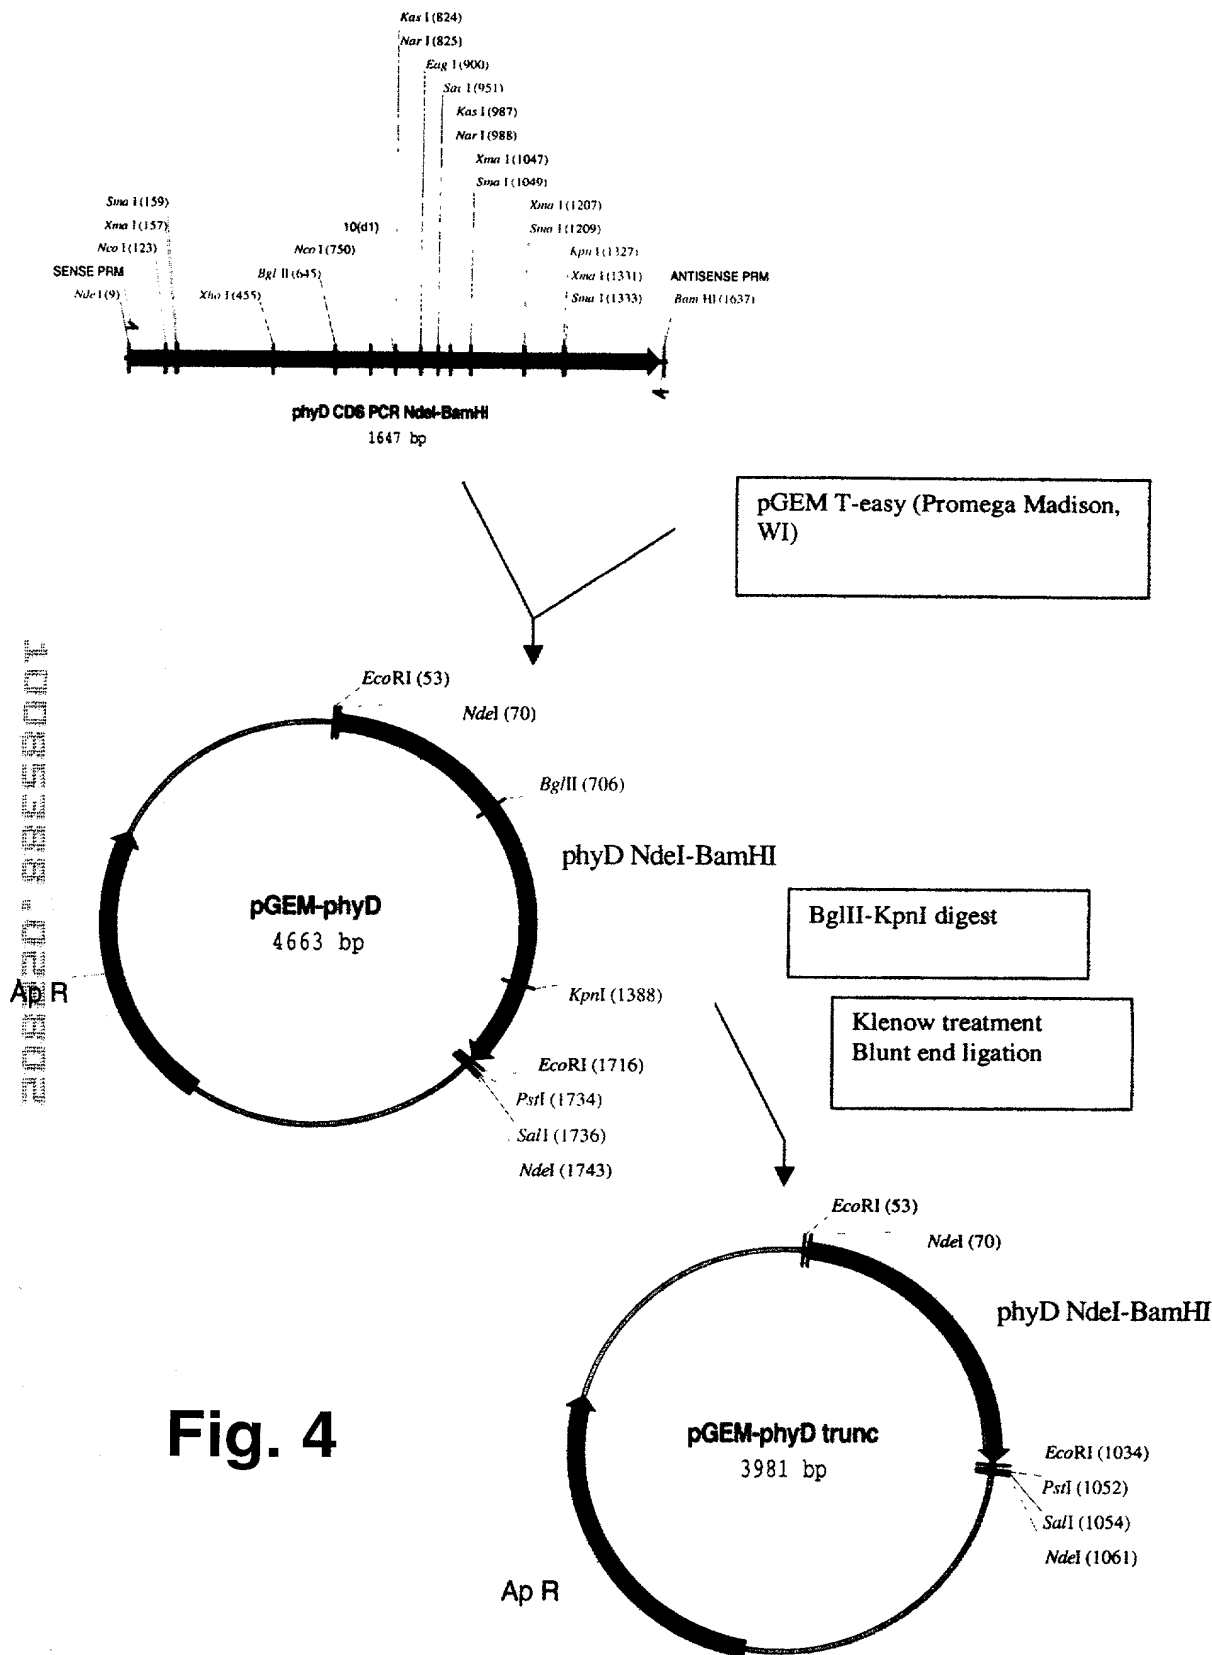 Kas I (824)
Nar I (825)
Eag I (900)
Sac I (951)
Kas I (987)
Nar I (988)
Xma I (1047)
Sma I (1049)
Sma I (159)
Xma I (1207)
Xma I (157)
10(d1)
Sma I (1209)
Nco I (123)
Nco I (750)
Kpn I (1327)
SENSE PRM
Bgl II (645)
Xma I (1331)
ANTISENSE PRM
Nde I (9)
Xho I (455)
Sma I (1333)
Bam HI (1637)
phyD CDS PCR NdeI-BamHI
1647 bp
pGEM T-easy (Promega Madison,
WI)
EcoRI (53)
NdeI (70)
BglII (706)
phyD NdeI-BamHI
pGEM-phyD
4663 bp
BglII-KpnI digest
Ap R
KpnI (1388)
Klenow treatment
Blunt end ligation
EcoRI (1716)
PstI (1734)
SalI (1736)
NdeI (1743)
EcoRI (53)
NdeI (70)
phyD NdeI-BamHI
Fig. 4
pGEM-phyD trunc
3981 bp
EcoRI (1034)
PstI (1052)
SalI (1054)
NdeI (1061)
Ap R